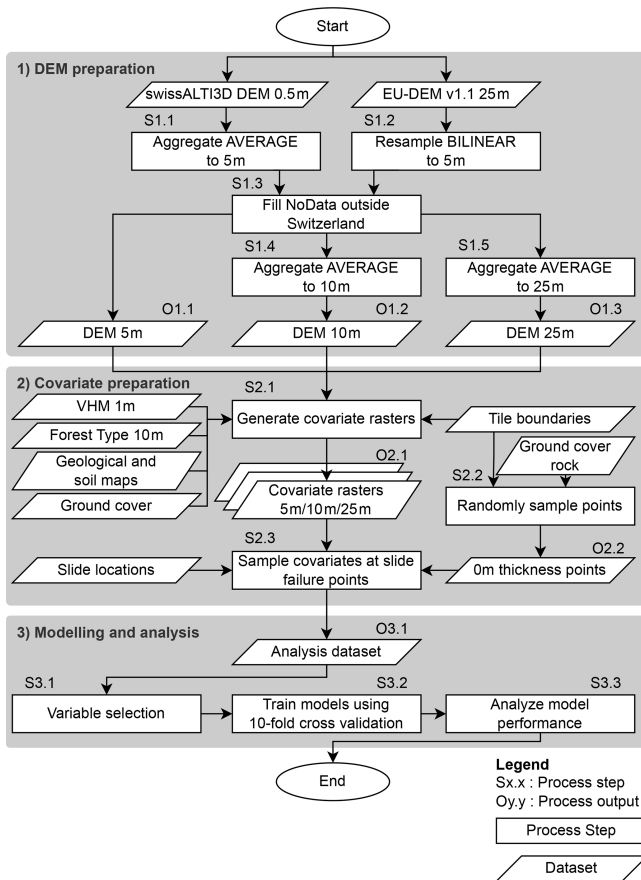 Start
1) DEM preparation
swissALTI3D DEM 0.5m
EU-DEM v1.1 25m
S1.1
S1.2
Aggregate AVERAGE
to 5m
Resample BILINEAR
to 5m
S1.3
Fill NoData outside
Switzerland
S1.4
S1.5
Aggregate AVERAGE
to 10m
Aggregate AVERAGE
to 25m
O1.1
O1.2
O1.3
DEM 5m
DEM 10m
DEM 25m
2) Covariate preparation
S2.1
VHM 1m
Generate covariate rasters
Tile boundaries
Forest Type 10m
Ground cover
rock
O2.1
S2.2
Geological and
soil maps
Covariate rasters
5m/10m/25m
Randomly sample points
Ground cover
S2.3
O2.2
Slide locations
Sample covariates at slide
failure points
0m thickness points
3) Modelling and analysis
O3.1
Analysis dataset
S3.1
S3.2
S3.3
Variable selection
Train models using
10-fold cross validation
Analyze model
performance
End
Legend
Sx.x : Process step
Oy.y : Process output
Process Step
Dataset